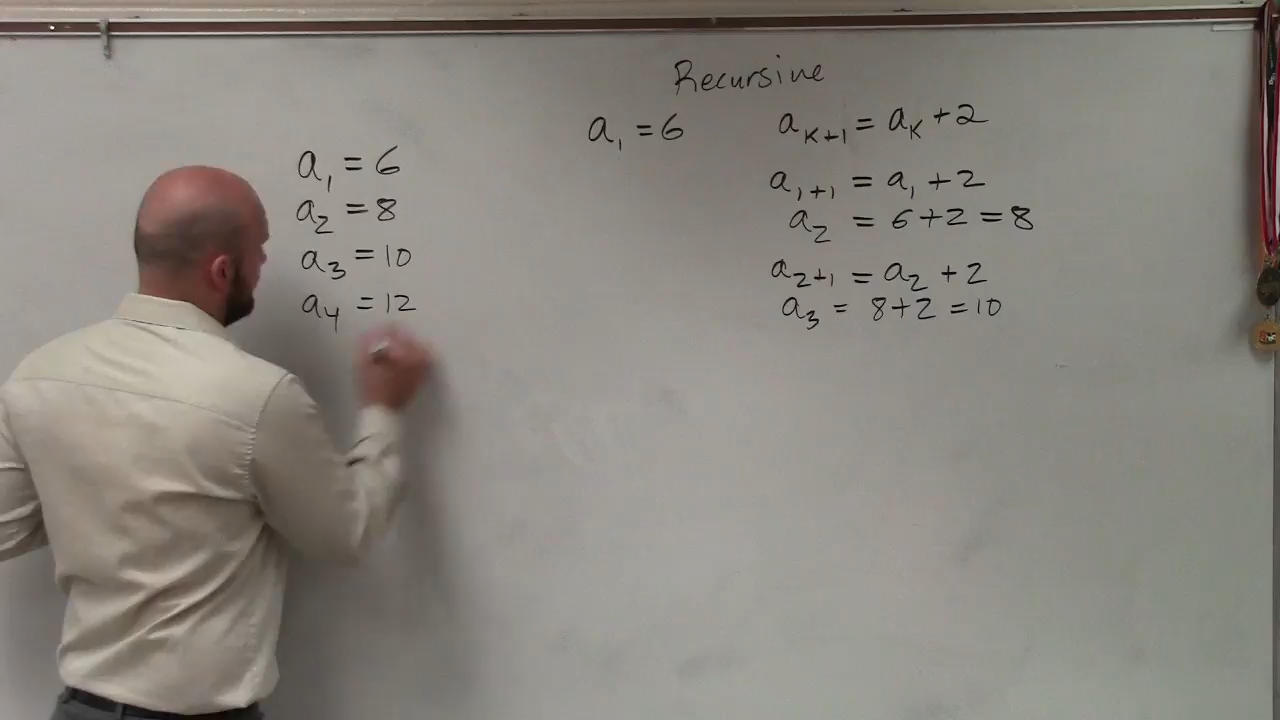 Recursive
a₁ = 6    aₖ₊₁ = aₖ + 2
a₁ = 6
a₂ = 8
a₃ = 10
a₄ = 12
a₁₊₁ = a₁ + 2
a₂ = 6 + 2 = 8
a₂₊₁ = a₂ + 2
a₃ = 8 + 2 = 10